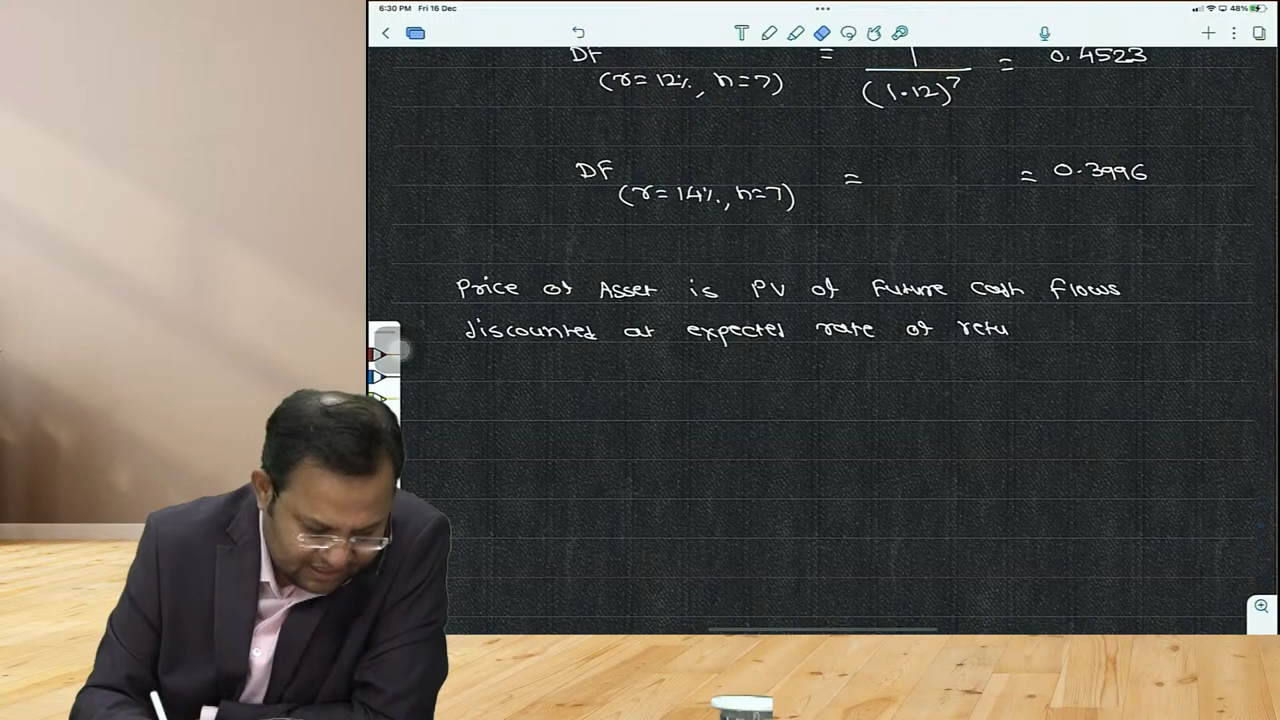 6:30 PM Fri 16 Dec
48%
DF = 1 = 0.4523
(r = 12%, n = 7) (1.12)^7
DF = = 0.3996
(r = 14%, n = 7)
Price of Asset is PV of Future Cash Flows
discounted at expected rate of retu